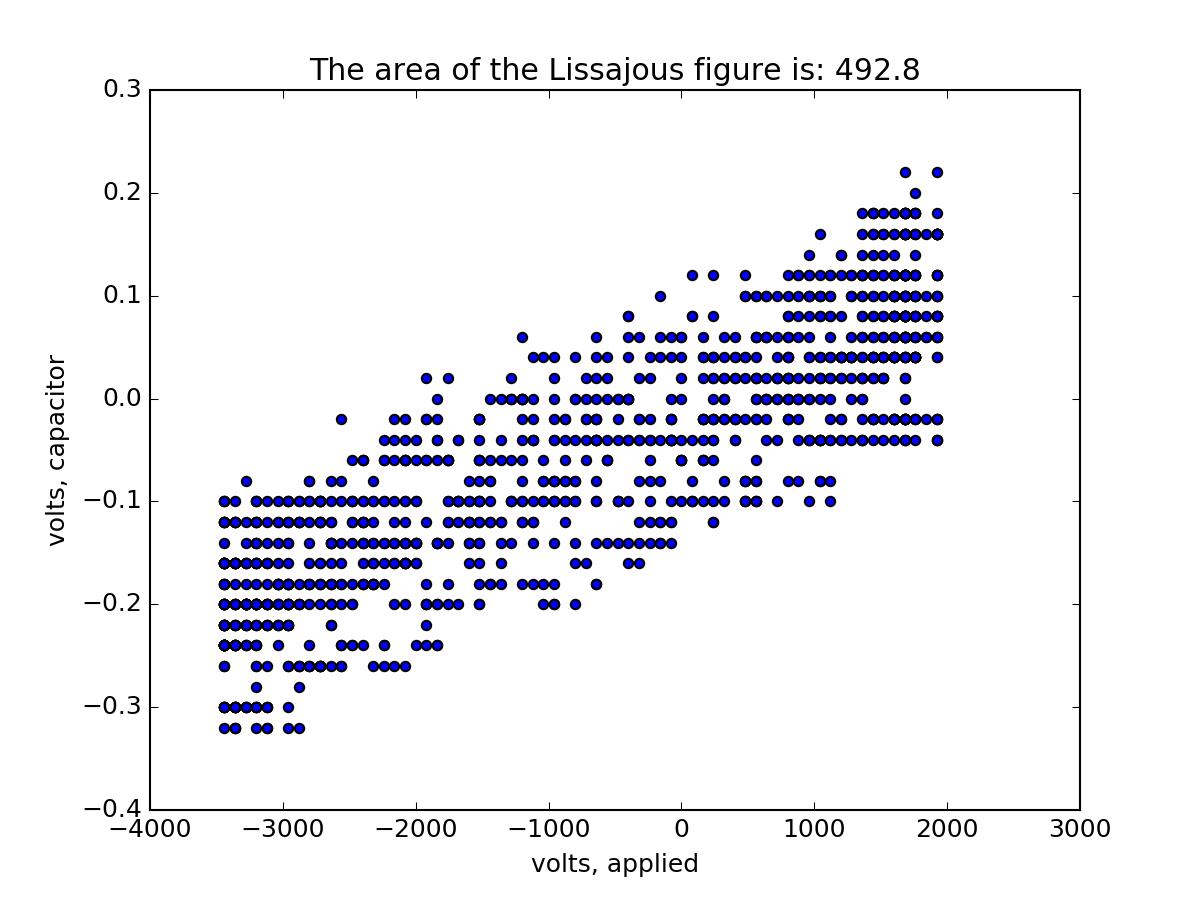 The area of the Lissajous figure is: 492.8
0.3
0.2
0.1
0.0
−0.1
−0.2
−0.3
−0.4
volts, capacitor
−4000 −3000 −2000 −1000 0 1000 2000 3000
volts, applied